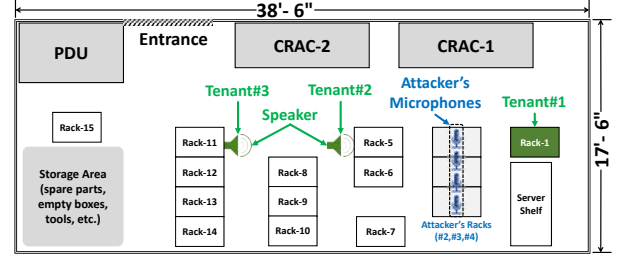 38'- 6"
PDU
Entrance
CRAC-2
CRAC-1
17'- 6"
Tenant#3
Tenant#2
Attacker's
Microphones
Tenant#1
Speaker
Rack-15
Rack-11
Rack-5
Rack-1
Storage Area
(spare parts,
empty boxes,
tools, etc.)
Rack-12
Rack-8
Rack-6
Rack-13
Rack-9
Server
Shelf
Rack-14
Rack-10
Rack-7
Attacker's Racks
(#2,#3,#4)